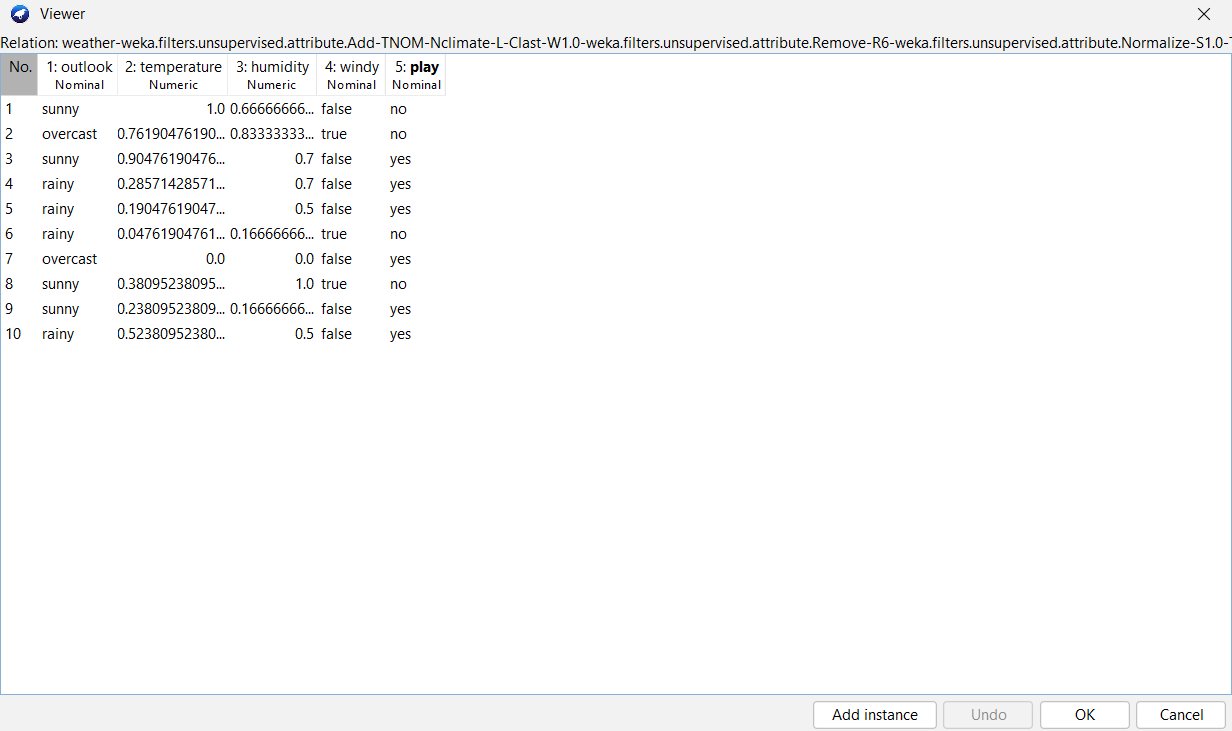 Viewer
Relation: weather-weka.filters.unsupervised.attribute.Add-TNOM-Nclimate-L-Clast-W1.0-weka.filters.unsupervised.attribute.Remove-R6-weka.filters.unsupervised.attribute.Normalize-S1.0-T
No. 1: outlook 2: temperature 3: humidity 4: windy 5: play
Nominal Numeric Numeric Nominal Nominal
1 sunny 1.0 0.66666666... false no
2 overcast 0.76190476190... 0.83333333... true no
3 sunny 0.90476190476... 0.7 false yes
4 rainy 0.28571428571... 0.7 false yes
5 rainy 0.19047619047... 0.5 false yes
6 rainy 0.04761904761... 0.16666666... true no
7 overcast 0.0 0.0 false yes
8 sunny 0.38095238095... 1.0 true no
9 sunny 0.23809523809... 0.16666666... false yes
10 rainy 0.52380952380... 0.5 false yes
Add instance Undo OK Cancel